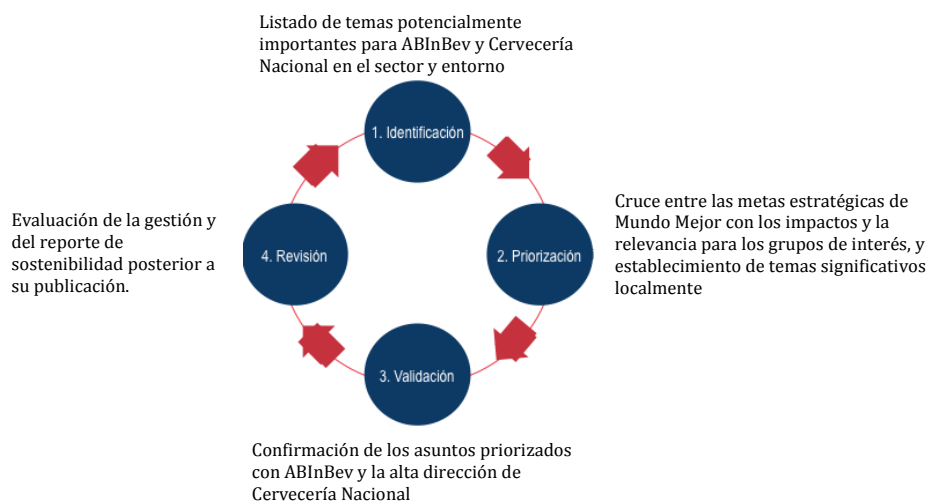 Listado de temas potencialmente
importantes para ABInBev y Cervecería
Nacional en el sector y entorno
1. Identificación
Cruce entre las metas estratégicas de
Mundo Mejor con los impactos y la
relevancia para los grupos de interés, y
establecimiento de temas significativos
localmente
2. Priorización
3. Validación
Confirmación de los asuntos priorizados
con ABInBev y la alta dirección de
Cervecería Nacional
4. Revisión
Evaluación de la gestión y
del reporte de
sostenibilidad posterior a
su publicación.